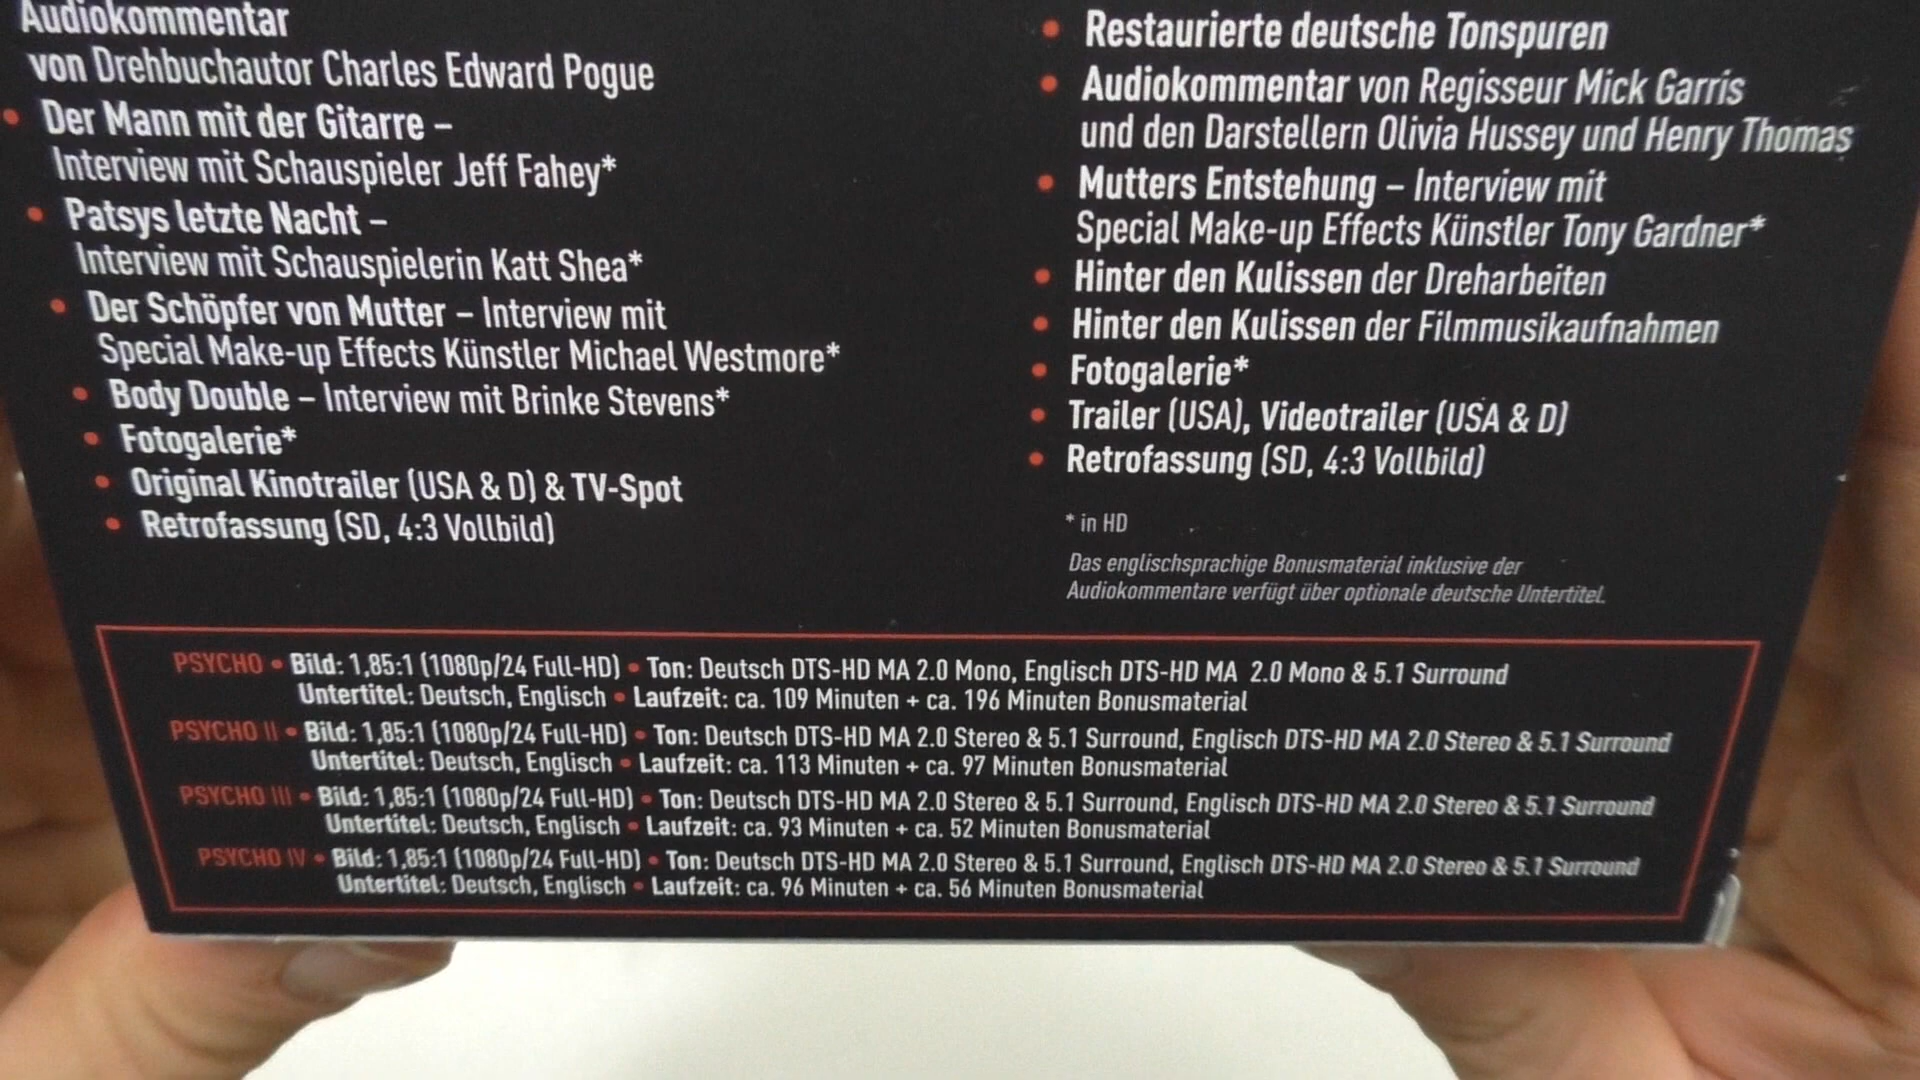 Audiokommentar
von Drehbuchautor Charles Edward Pogue
• Der Mann mit der Gitarre –
Interview mit Schauspieler Jeff Fahey*
• Patsys letzte Nacht –
Interview mit Schauspielerin Katt Shea*
• Der Schöpfer von Mutter – Interview mit
Special Make-up Effects Künstler Michael Westmore*
• Body Double – Interview mit Brinke Stevens*
• Fotogalerie*
• Original Kinotrailer (USA & D) & TV-Spot
• Retrofassung (SD, 4:3 Vollbild)
• Restaurierte deutsche Tonspuren
• Audiokommentar von Regisseur Mick Garris
und den Darstellern Olivia Hussey und Henry Thomas
• Mutters Entstehung – Interview mit
Special Make-up Effects Künstler Tony Gardner*
• Hinter den Kulissen der Dreharbeiten
• Hinter den Kulissen der Filmmusikaufnahmen
• Fotogalerie*
• Trailer (USA), Videotrailer (USA & D)
• Retrofassung (SD, 4:3 Vollbild)
* in HD
Das englischsprachige Bonusmaterial inklusive der
Audiokommentare verfügt über optionale deutsche Untertitel.
PSYCHO • Bild: 1,85:1 (1080p/24 Full-HD) • Ton: Deutsch DTS-HD MA 2.0 Mono, Englisch DTS-HD MA 2.0 Mono & 5.1 Surround
Untertitel: Deutsch, Englisch • Laufzeit: ca. 109 Minuten + ca. 196 Minuten Bonusmaterial
PSYCHO II • Bild: 1,85:1 (1080p/24 Full-HD) • Ton: Deutsch DTS-HD MA 2.0 Stereo & 5.1 Surround, Englisch DTS-HD MA 2.0 Stereo & 5.1 Surround
Untertitel: Deutsch, Englisch • Laufzeit: ca. 113 Minuten + ca. 97 Minuten Bonusmaterial
PSYCHO III • Bild: 1,85:1 (1080p/24 Full-HD) • Ton: Deutsch DTS-HD MA 2.0 Stereo & 5.1 Surround, Englisch DTS-HD MA 2.0 Stereo & 5.1 Surround
Untertitel: Deutsch, Englisch • Laufzeit: ca. 93 Minuten + ca. 52 Minuten Bonusmaterial
PSYCHO IV • Bild: 1,85:1 (1080p/24 Full-HD) • Ton: Deutsch DTS-HD MA 2.0 Stereo & 5.1 Surround, Englisch DTS-HD MA 2.0 Stereo & 5.1 Surround
Untertitel: Deutsch, Englisch • Laufzeit: ca. 96 Minuten + ca. 56 Minuten Bonusmaterial